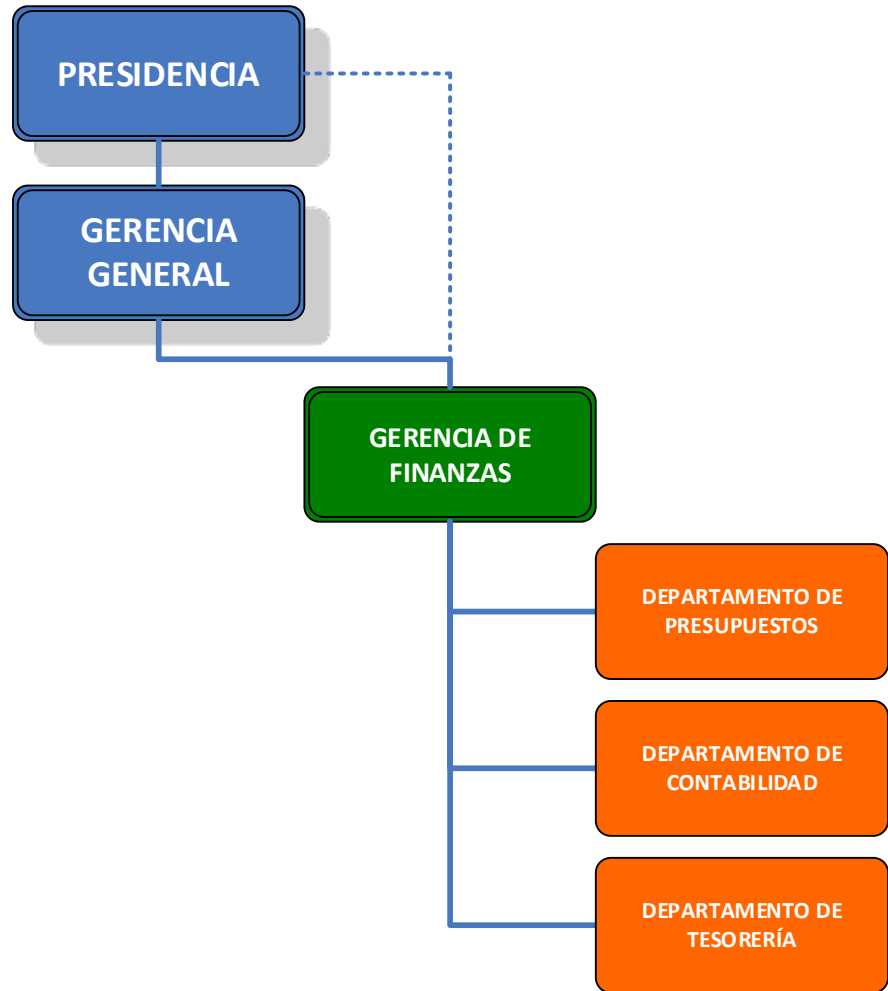 PRESIDENCIA
GERENCIA
GENERAL
GERENCIA DE
FINANZAS
DEPARTAMENTO DE
PRESUPUESTOS
DEPARTAMENTO DE
CONTABILIDAD
DEPARTAMENTO DE
TESORERÍA